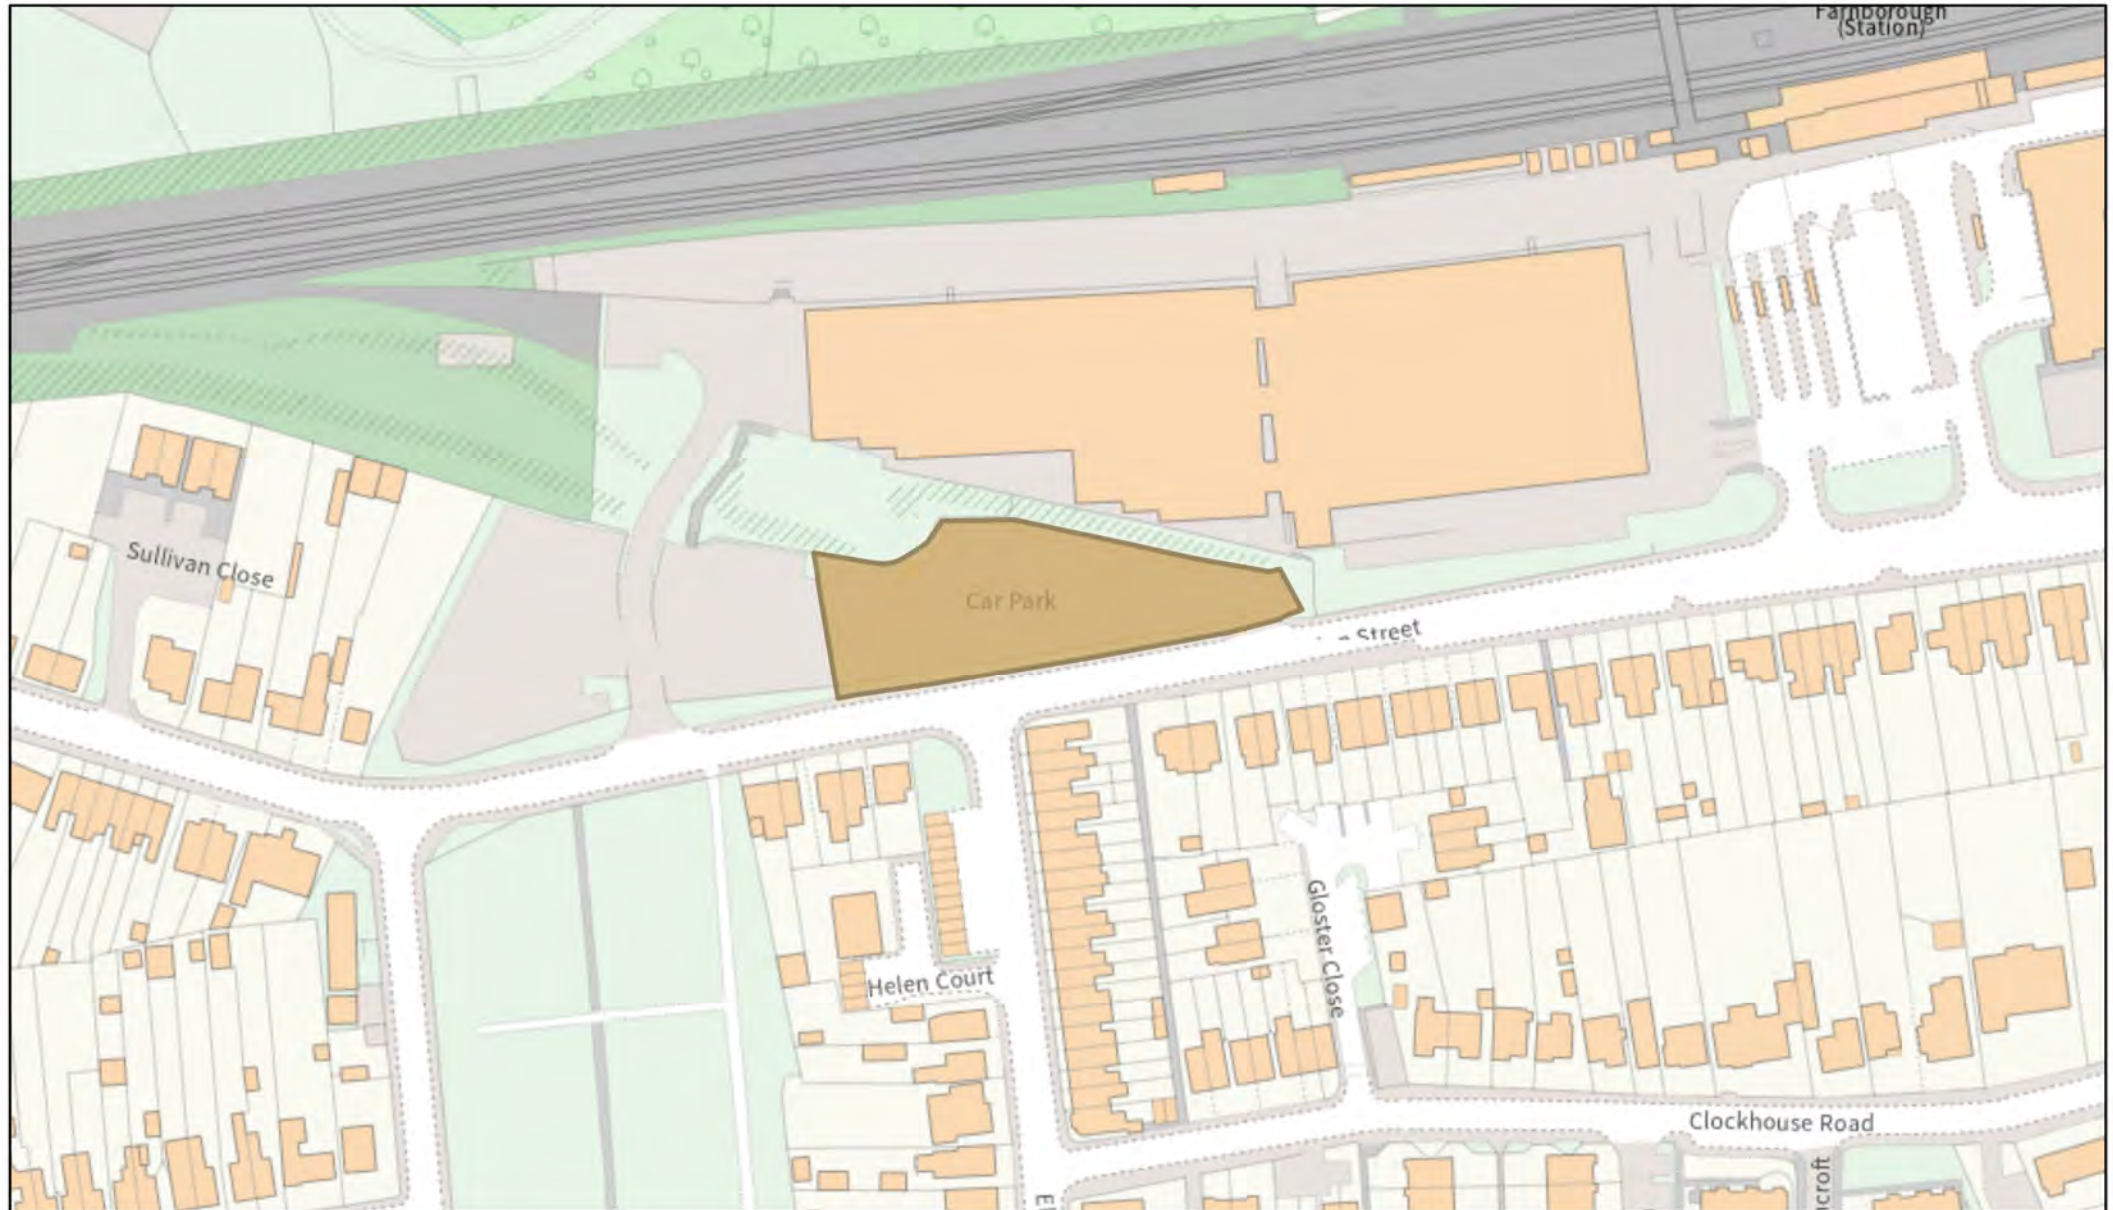 Farnborough
(Station)
Sullivan Close
Car Park
Street
Helen Court
Gloster Close
Clockhouse Road